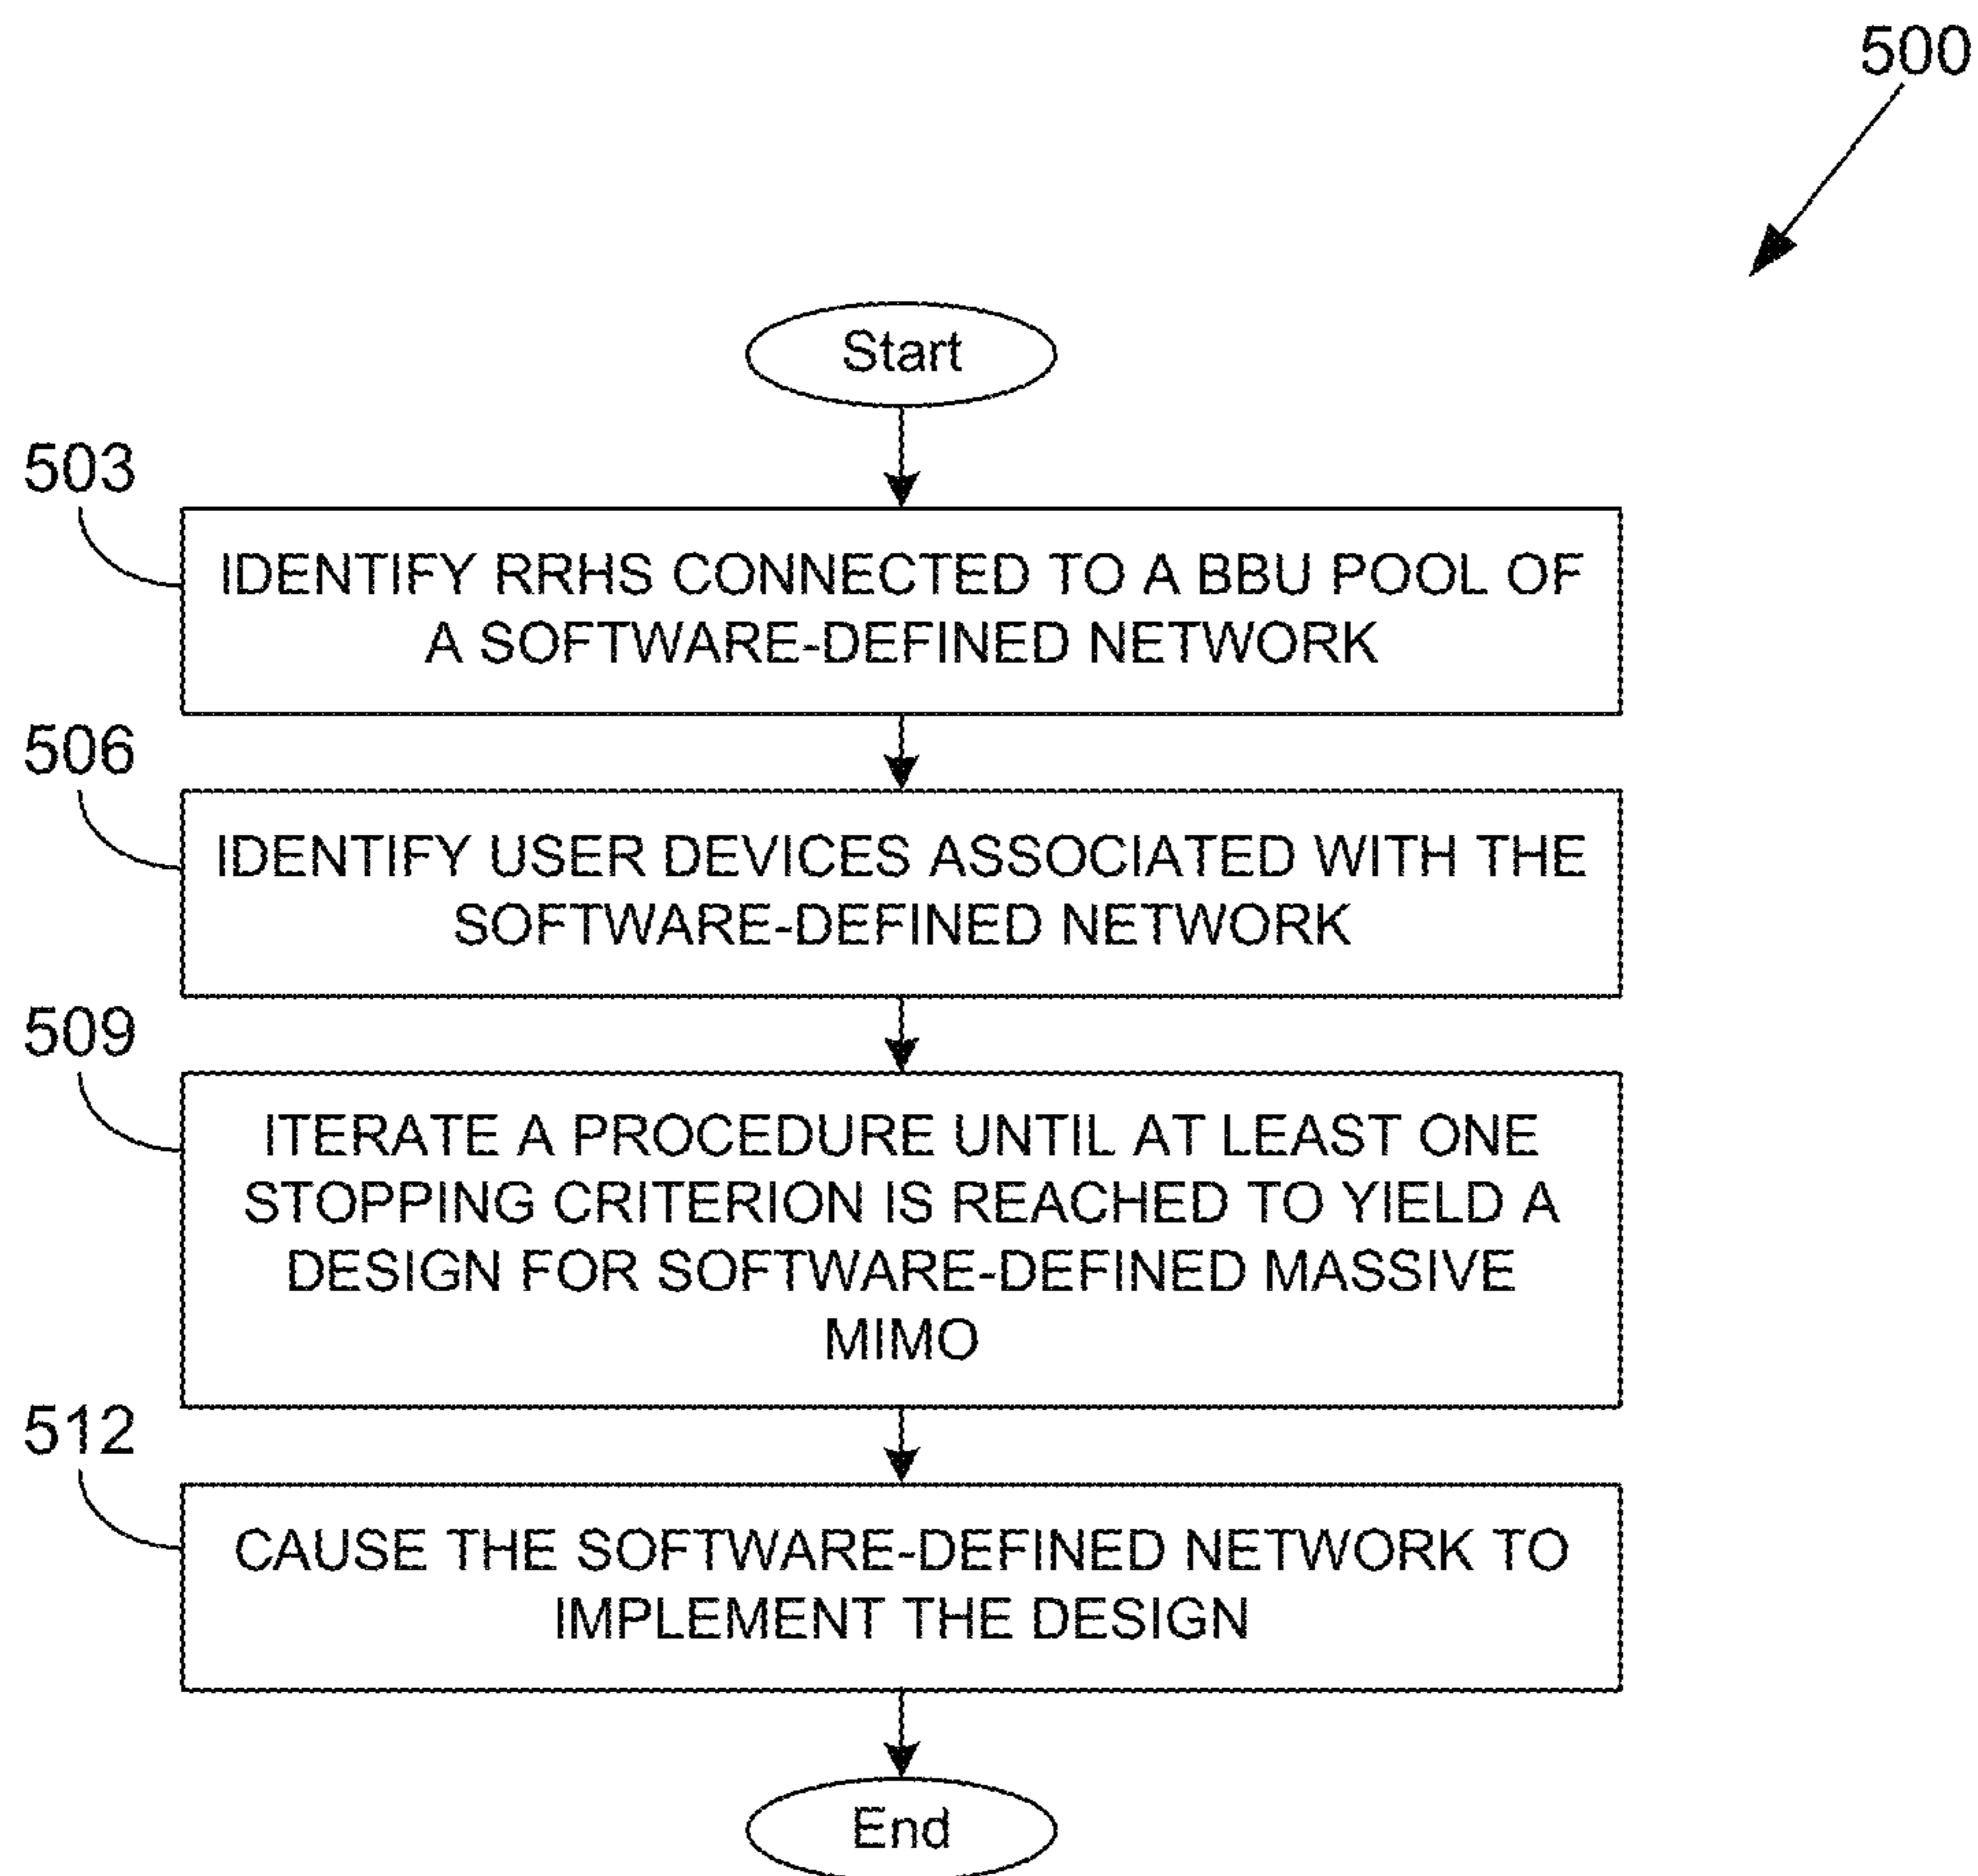 500
Start
503
IDENTIFY RRHS CONNECTED TO A BBU POOL OF
A SOFTWARE-DEFINED NETWORK
506
IDENTIFY USER DEVICES ASSOCIATED WITH THE
SOFTWARE-DEFINED NETWORK
509
ITERATE A PROCEDURE UNTIL AT LEAST ONE
STOPPING CRITERION IS REACHED TO YIELD A
DESIGN FOR SOFTWARE-DEFINED MASSIVE
MIMO
512
CAUSE THE SOFTWARE-DEFINED NETWORK TO
IMPLEMENT THE DESIGN
End